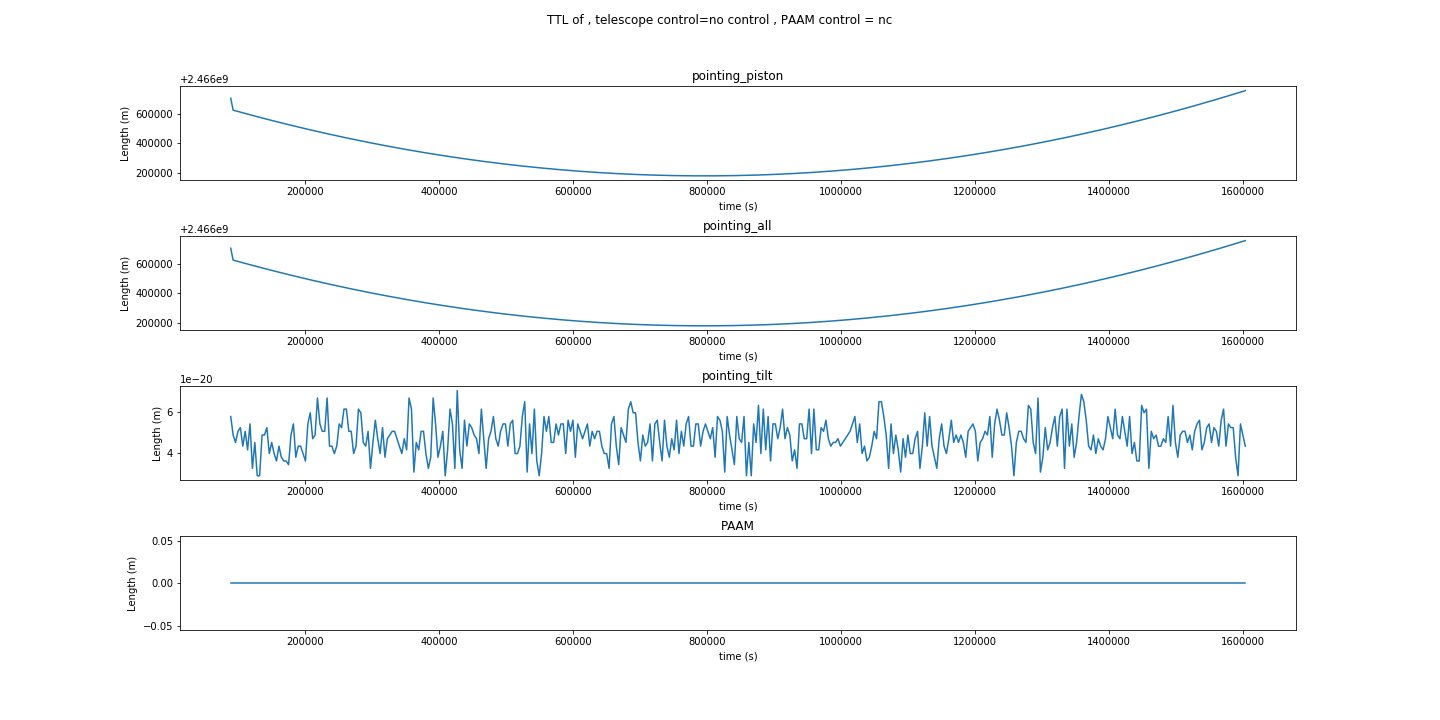 TTL of , telescope control=no control , PAAM control = nc
pointing_piston
+2.466e9
Length (m)
600000
400000
200000
200000 400000 600000 800000 1000000 1200000 1400000 1600000
time (s)
pointing_all
+2.466e9
Length (m)
600000
400000
200000
200000 400000 600000 800000 1000000 1200000 1400000 1600000
time (s)
pointing_tilt
1e−20
Length (m)
6
4
200000 400000 600000 800000 1000000 1200000 1400000 1600000
time (s)
PAAM
Length (m)
0.05
0.00
−0.05
200000 400000 600000 800000 1000000 1200000 1400000 1600000
time (s)